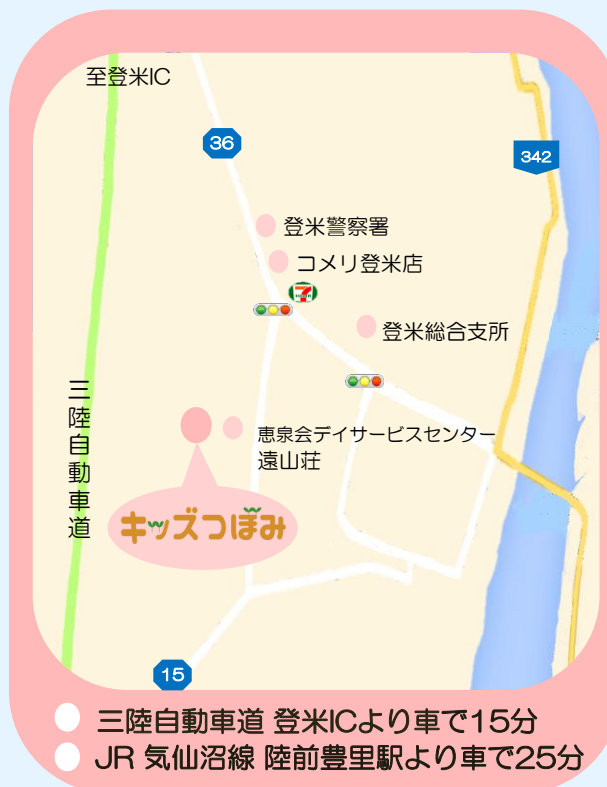 至登米IC
36
342
登米警察署
コメリ登米店
7
登米総合支所
三陸自動車道
恵泉会デイサービスセンター
遠山荘
キッズつぼみ
15
三陸自動車道 登米ICより車で15分
JR 気仙沼線 陸前豊里駅より車で25分